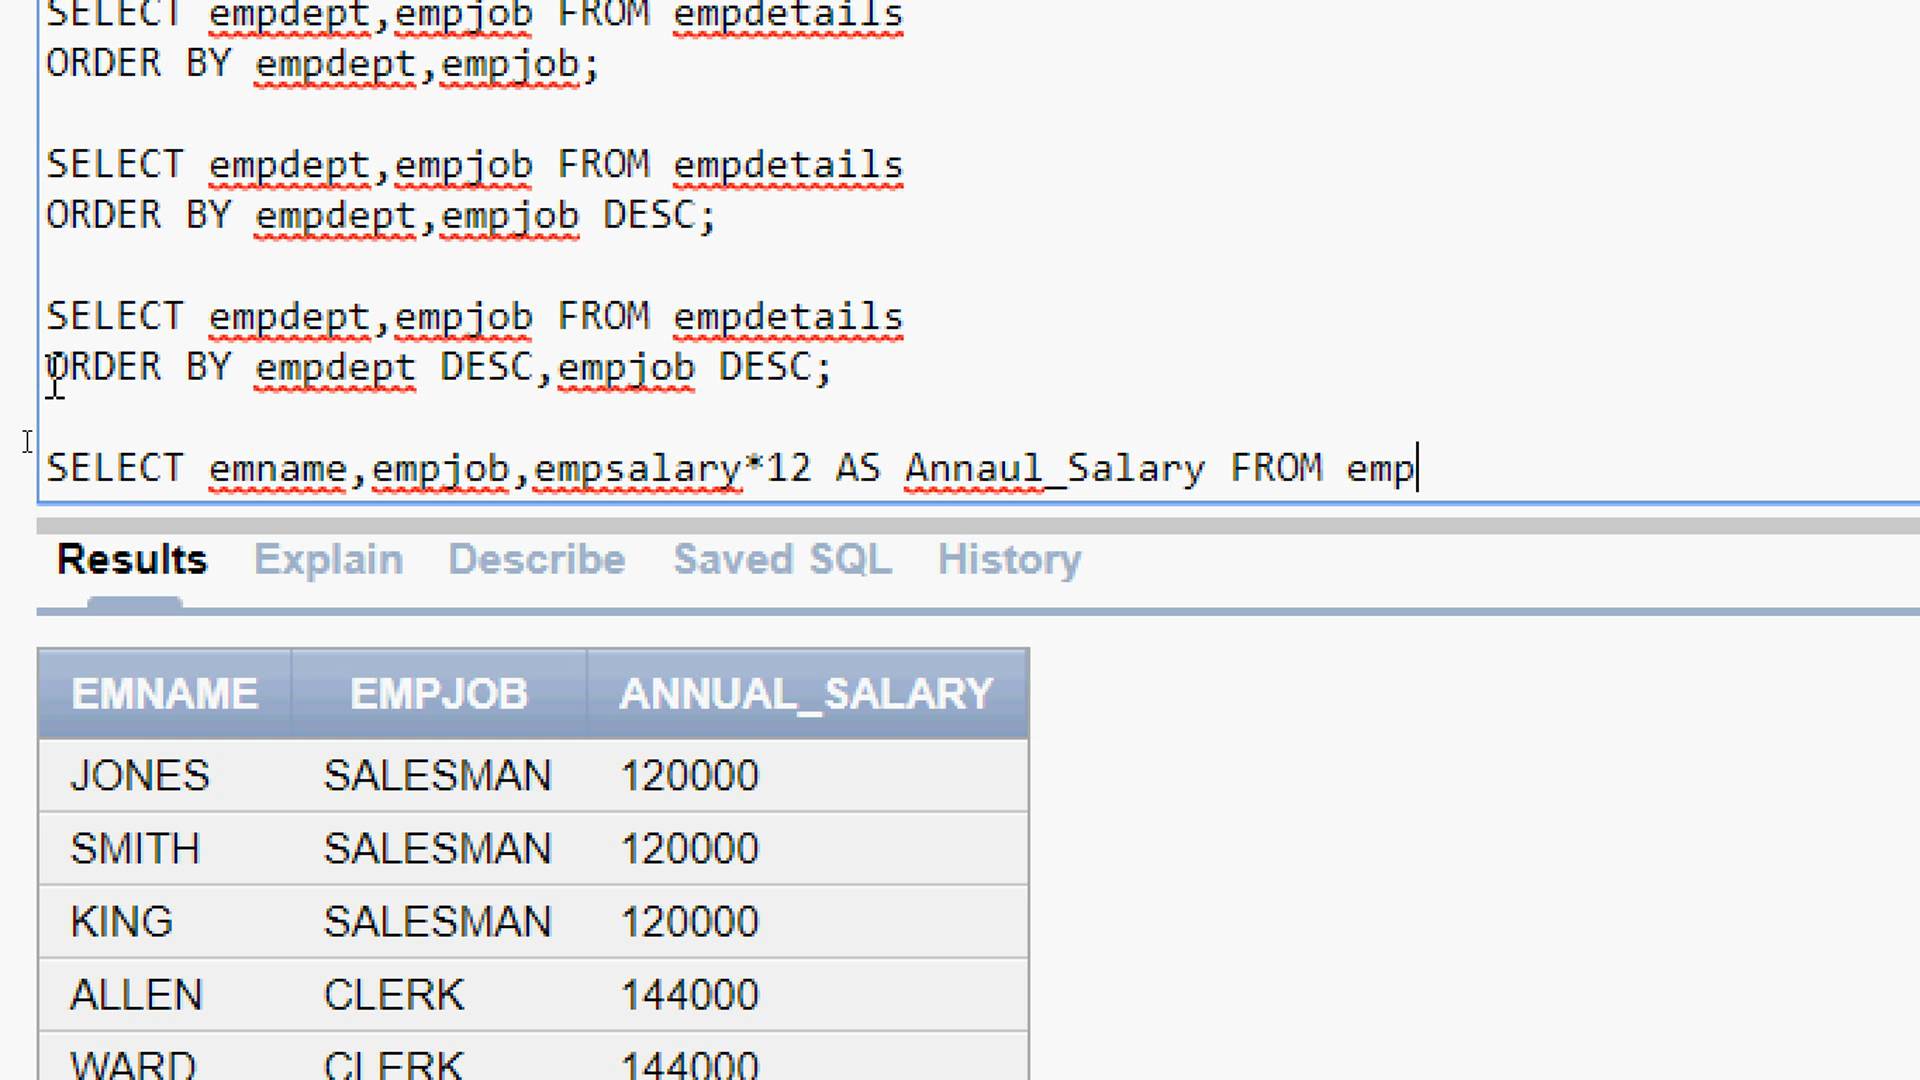 SELECT empdept,empjob FROM empdetails
ORDER BY empdept,empjob;
SELECT empdept,empjob FROM empdetails
ORDER BY empdept,empjob DESC;
SELECT empdept,empjob FROM empdetails
ORDER BY empdept DESC,empjob DESC;
SELECT emname,empjob,empsalary*12 AS Annaul_Salary FROM emp
Results Explain Describe Saved SQL History
EMNAME EMPJOB ANNUAL_SALARY
JONES SALESMAN 120000
SMITH SALESMAN 120000
KING SALESMAN 120000
ALLEN CLERK 144000
WARD CLERK 144000